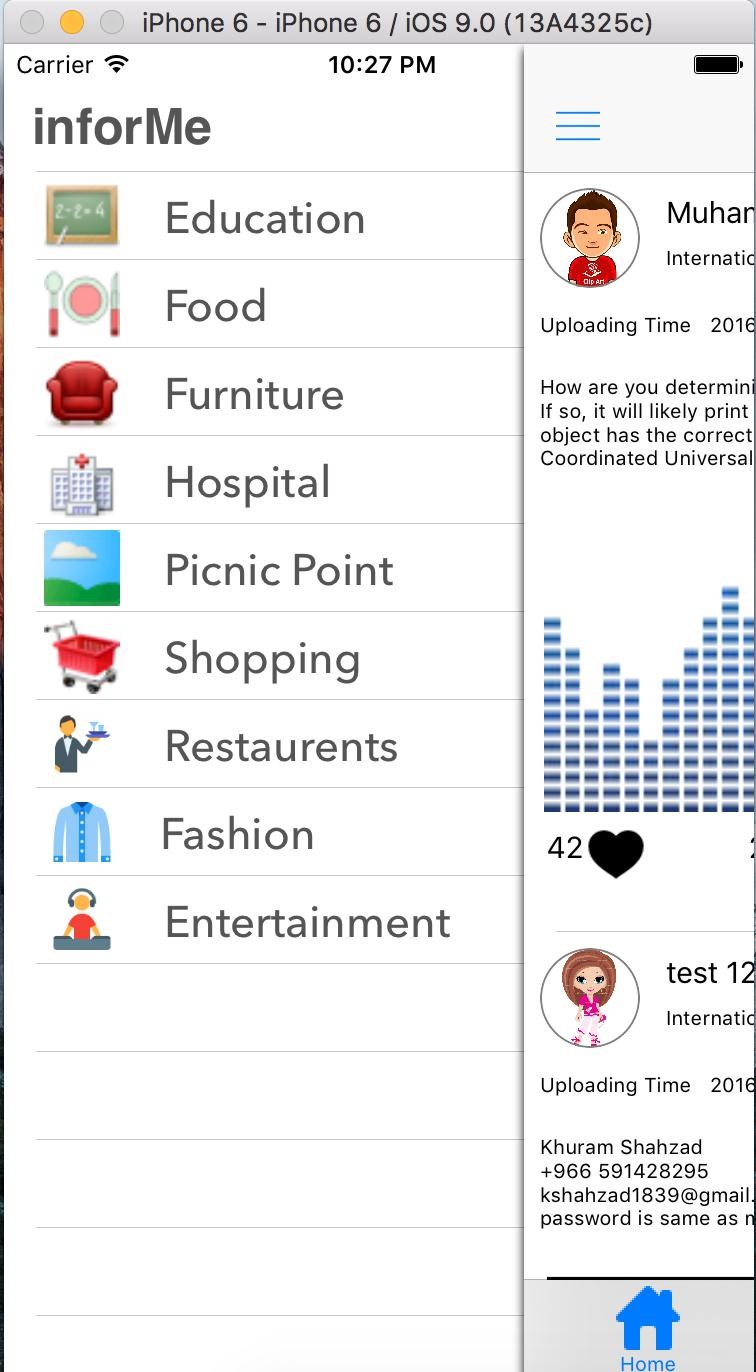 iPhone 6 - iPhone 6 / iOS 9.0 (13A4325c)
Carrier 10:27 PM
inforMe
Education
Food
Furniture
Hospital
Picnic Point
Shopping
Restaurents
Fashion
Entertainment
2-2=4
Muhar
Clip Art
Internatio
Uploading Time 2016
How are you determini
If so, it will likely print
object has the correct
Coordinated Universal
42
test 12
Internatio
Uploading Time 2016
Khuram Shahzad
+966 591428295
kshahzad1839@gmail.
password is same as
Home